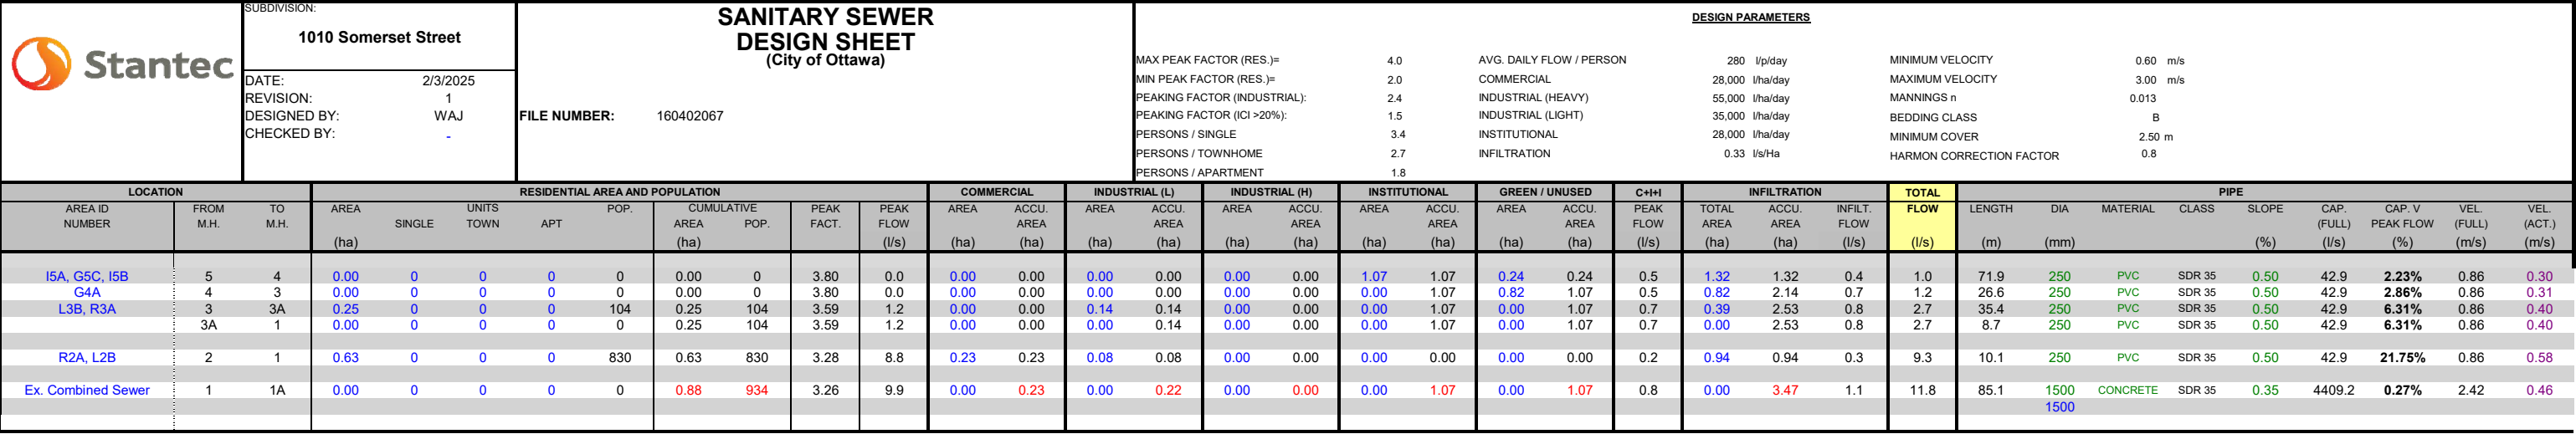 SUBDIVISION:
1010 Somerset Street
Stantec
DATE: 2/3/2025
REVISION: 1
DESIGNED BY: WAJ
CHECKED BY: -
SANITARY SEWER
DESIGN SHEET
(City of Ottawa)
FILE NUMBER: 160402067
DESIGN PARAMETERS
MAX PEAK FACTOR (RES.)= 4.0 AVG. DAILY FLOW / PERSON 280 l/p/day MINIMUM VELOCITY 0.60 m/s
MIN PEAK FACTOR (RES.)= 2.0 COMMERCIAL 28,000 l/ha/day MAXIMUM VELOCITY 3.00 m/s
PEAKING FACTOR (INDUSTRIAL): 2.4 INDUSTRIAL (HEAVY) 55,000 l/ha/day MANNINGS n 0.013
PEAKING FACTOR (ICI >20%): 1.5 INDUSTRIAL (LIGHT) 35,000 l/ha/day BEDDING CLASS B
PERSONS / SINGLE 3.4 INSTITUTIONAL 28,000 l/ha/day MINIMUM COVER 2.50 m
PERSONS / TOWNHOME 2.7 INFILTRATION 0.33 l/s/Ha HARMON CORRECTION FACTOR 0.8
PERSONS / APARTMENT 1.8
LOCATION RESIDENTIAL AREA AND POPULATION COMMERCIAL INDUSTRIAL (L) INDUSTRIAL (H) INSTITUTIONAL GREEN / UNUSED C+I+I INFILTRATION TOTAL PIPE
AREA ID FROM TO AREA UNITS POP. CUMULATIVE PEAK PEAK AREA ACCU. AREA ACCU. AREA ACCU. AREA ACCU. AREA ACCU. PEAK TOTAL ACCU. INFILT. FLOW LENGTH DIA MATERIAL CLASS SLOPE CAP. CAP. V VEL. VEL.
NUMBER M.H. M.H. SINGLE TOWN APT AREA POP. FACT. FLOW AREA AREA AREA AREA AREA FLOW AREA AREA FLOW (FULL) PEAK FLOW (FULL) (ACT.)
(ha) (ha) (l/s) (ha) (ha) (ha) (ha) (ha) (ha) (ha) (ha) (ha) (ha) (l/s) (ha) (ha) (l/s) (l/s) (m) (mm) (%) (l/s) (%) (m/s) (m/s)
I5A, G5C, I5B 5 4 0.00 0 0 0 0 0.00 0 3.80 0.0 0.00 0.00 0.00 0.00 0.00 0.00 1.07 1.07 0.24 0.24 0.5 1.32 1.32 0.4 1.0 71.9 250 PVC SDR 35 0.50 42.9 2.23% 0.86 0.30
G4A 4 3 0.00 0 0 0 0 0.00 0 3.80 0.0 0.00 0.00 0.00 0.00 0.00 0.00 0.00 1.07 0.82 1.07 0.5 0.82 2.14 0.7 1.2 26.6 250 PVC SDR 35 0.50 42.9 2.86% 0.86 0.31
L3B, R3A 3 3A 0.25 0 0 0 104 0.25 104 3.59 1.2 0.00 0.00 0.14 0.14 0.00 0.00 0.00 1.07 0.00 1.07 0.7 0.39 2.53 0.8 2.7 35.4 250 PVC SDR 35 0.50 42.9 6.31% 0.86 0.40
3A 1 0.00 0 0 0 0 0.25 104 3.59 1.2 0.00 0.00 0.00 0.14 0.00 0.00 0.00 1.07 0.00 1.07 0.7 0.00 2.53 0.8 2.7 8.7 250 PVC SDR 35 0.50 42.9 6.31% 0.86 0.40
R2A, L2B 2 1 0.63 0 0 0 830 0.63 830 3.28 8.8 0.23 0.23 0.08 0.08 0.00 0.00 0.00 0.00 0.00 0.00 0.2 0.94 0.94 0.3 9.3 10.1 250 PVC SDR 35 0.50 42.9 21.75% 0.86 0.58
Ex. Combined Sewer 1 1A 0.00 0 0 0 0 0.88 934 3.26 9.9 0.00 0.23 0.00 0.22 0.00 0.00 0.00 1.07 0.00 1.07 0.8 0.00 3.47 1.1 11.8 85.1 1500 CONCRETE SDR 35 0.35 4409.2 0.27% 2.42 0.46
1500